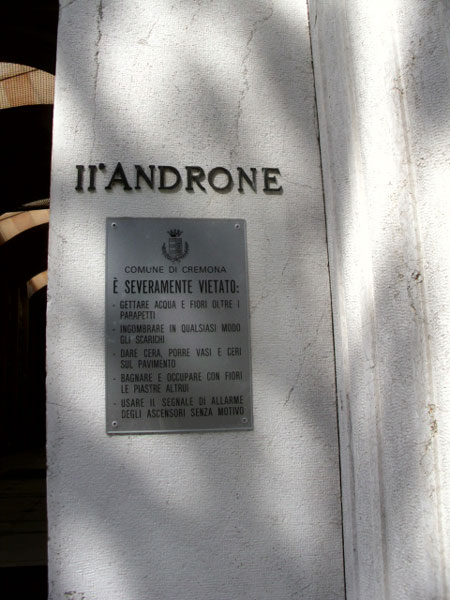 II° ANDRONE
COMUNE DI CREMONA
È SEVERAMENTE VIETATO:
- GETTARE ACQUA E FIORI OLTRE I
PARAPETTI
- INGOMBRARE IN QUALSIASI MODO
GLI SCARICHI
- DARE CERA, PORRE VASI E CERI
SUL PAVIMENTO
- BAGNARE E OCCUPARE CON FIORI
LE PIASTRE ALTRUI
- USARE IL SEGNALE DI ALLARME
DEGLI ASCENSORI SENZA MOTIVO